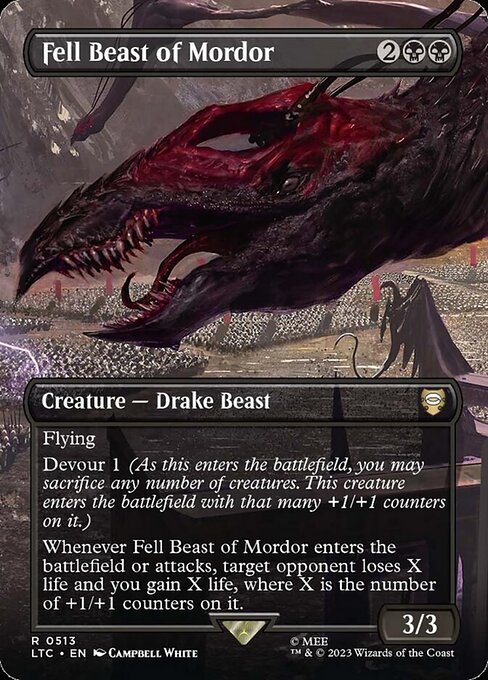 Fell Beast of Mordor 2
Creature — Drake Beast
Flying
Devour 1 (As this enters the battlefield, you may
sacrifice any number of creatures. This creature
enters the battlefield with that many +1/+1 counters
on it.)
Whenever Fell Beast of Mordor enters the
battlefield or attacks, target opponent loses X
life and you gain X life, where X is the number
of +1/+1 counters on it.
3/3
R 0513
LTC • EN CAMPBELL WHITE
© MEE
™ & © 2023 Wizards of the Coast